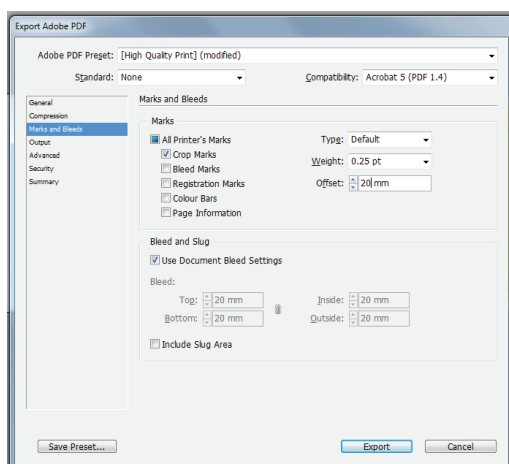 Export Adobe PDF
Adobe PDF Preset: [High Quality Print] (modified)
Standard: None Compatibility: Acrobat 5 (PDF 1.4)
General
Compression
Marks and Bleeds
Output
Advanced
Security
Summary
Marks and Bleeds
Marks
All Printer's Marks
Crop Marks
Bleed Marks
Registration Marks
Colour Bars
Page Information
Type: Default
Weight: 0.25 pt
Offset: 20 mm
Bleed and Slug
Use Document Bleed Settings
Bleed:
Top: 20 mm Inside: 20 mm
Bottom: 20 mm Outside: 20 mm
Include Slug Area
Save Preset... Export Cancel